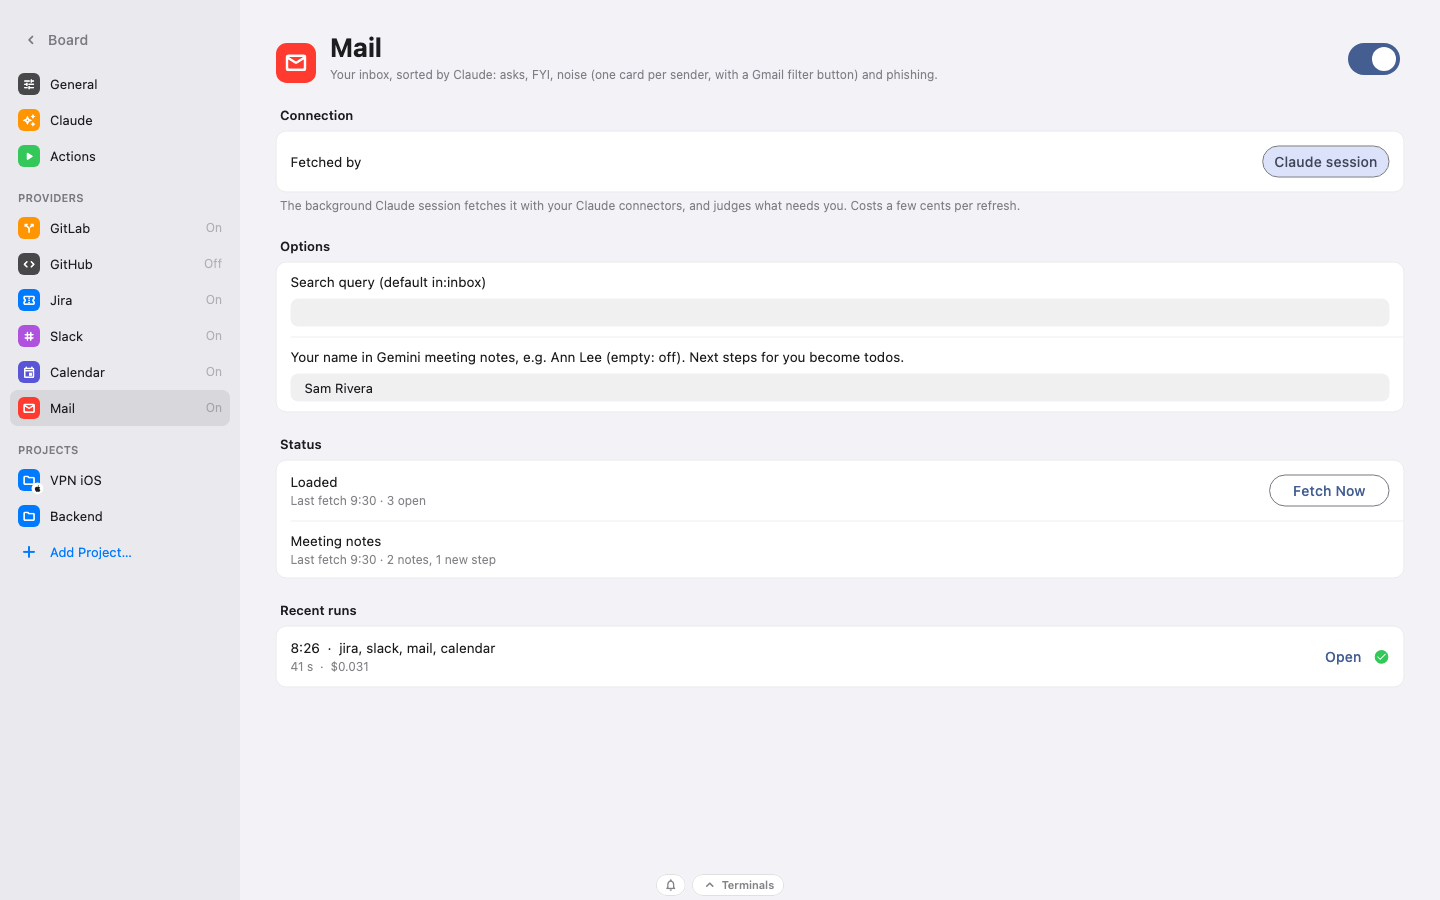 Board
General
Claude
Actions
PROVIDERS
GitLab On
GitHub Off
Jira On
Slack On
Calendar On
Mail On
PROJECTS
VPN iOS
Backend
Add Project...
Mail
Your inbox, sorted by Claude: asks, FYI, noise (one card per sender, with a Gmail filter button) and phishing.
Connection
Fetched by Claude session
The background Claude session fetches it with your Claude connectors, and judges what needs you. Costs a few cents per refresh.
Options
Search query (default in:inbox)
Your name in Gemini meeting notes, e.g. Ann Lee (empty: off). Next steps for you become todos.
Sam Rivera
Status
Loaded
Last fetch 9:30 · 3 open
Fetch Now
Meeting notes
Last fetch 9:30 · 2 notes, 1 new step
Recent runs
8:26 · jira, slack, mail, calendar
41 s · $0.031
Open
Terminals